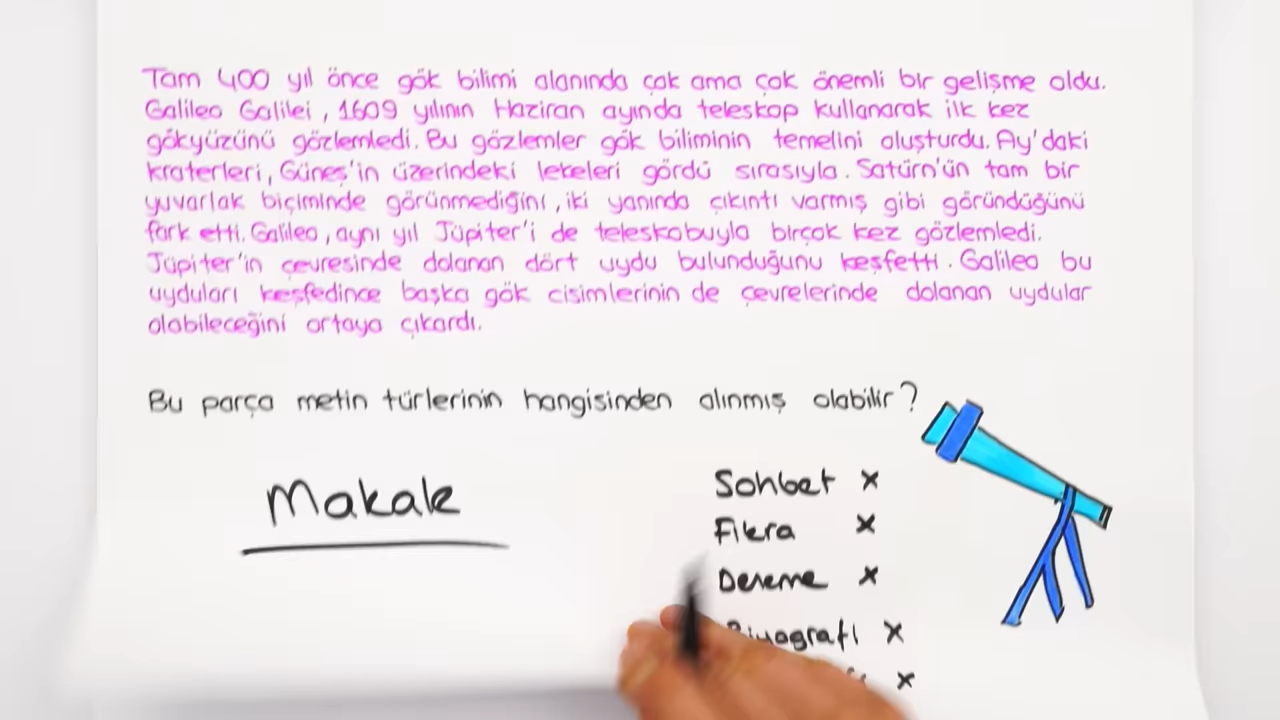 Tam 400 yıl önce gök bilimi alanında çok ama çok önemli bir gelişme oldu.
Galileo Galilei, 1609 yılının Haziran ayında teleskop kullanarak ilk kez
gökyüzünü gözlemledi. Bu gözlemler gök biliminin temelini oluşturdu. Ay'daki
kraterleri, Güneş'in üzerindeki lekeleri gördü sırasıyla. Satürn'ün tam bir
yuvarlak biçiminde görünmediğini, iki yanında çıkıntı varmış gibi göründüğünü
fark etti. Galileo, aynı yıl Jüpiter'i de teleskobuyla birçok kez gözlemledi.
Jüpiter'in çevresinde dolanan dört uydu bulunduğunu keşfetti. Galileo bu
uyduları keşfedince başka gök cisimlerinin de çevrelerinde dolanan uydular
olabileceğini ortaya çıkardı.
Bu parça metin türlerinin hangisinden alınmış olabilir?
Makale
Sohbet x
Fıkra x
Deneme x
Biyografi x
x